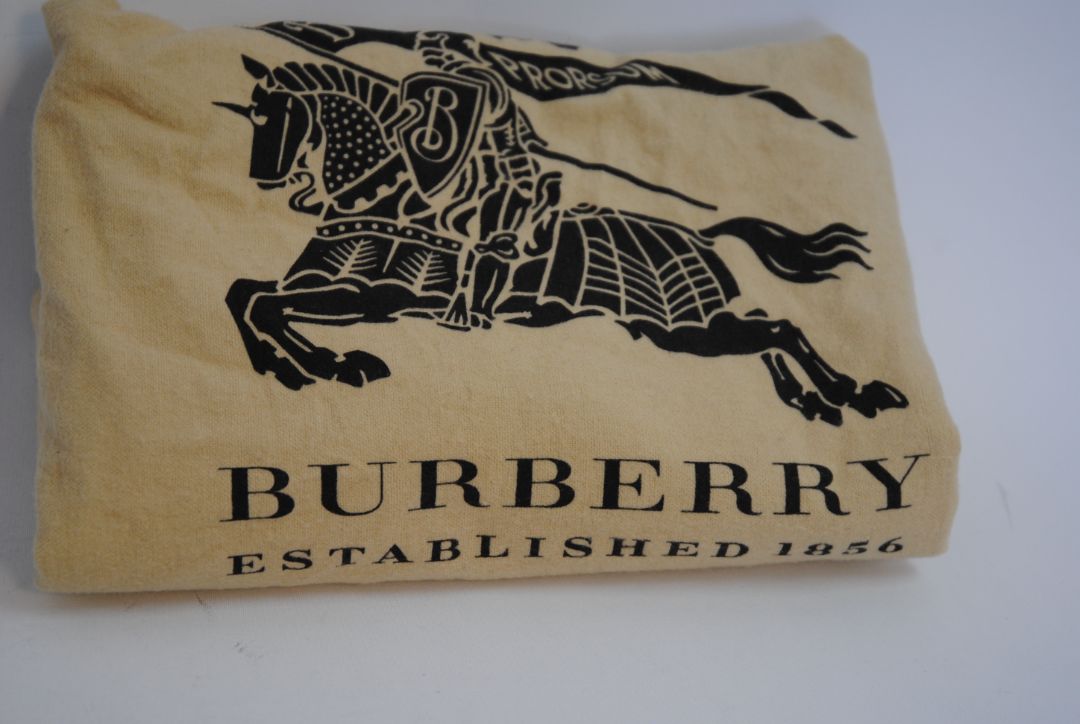 PRORSUM
B
BURBERRY
ESTABLISHED 1856